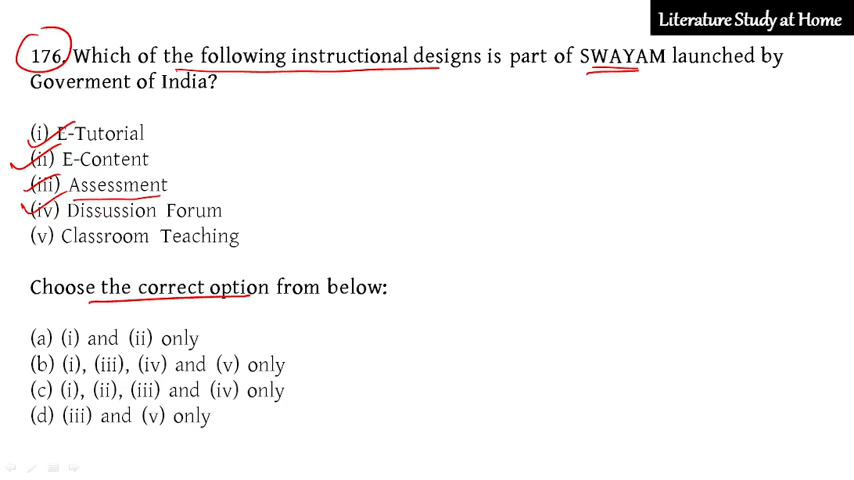 Literature Study at Home
176. Which of the following instructional designs is part of SWAYAM launched by
Goverment of India?
(i) E-Tutorial
(ii) E-Content
(iii) Assessment
(iv) Dissussion Forum
(v) Classroom Teaching
Choose the correct option from below:
(a) (i) and (ii) only
(b) (i), (iii), (iv) and (v) only
(c) (i), (ii), (iii) and (iv) only
(d) (iii) and (v) only